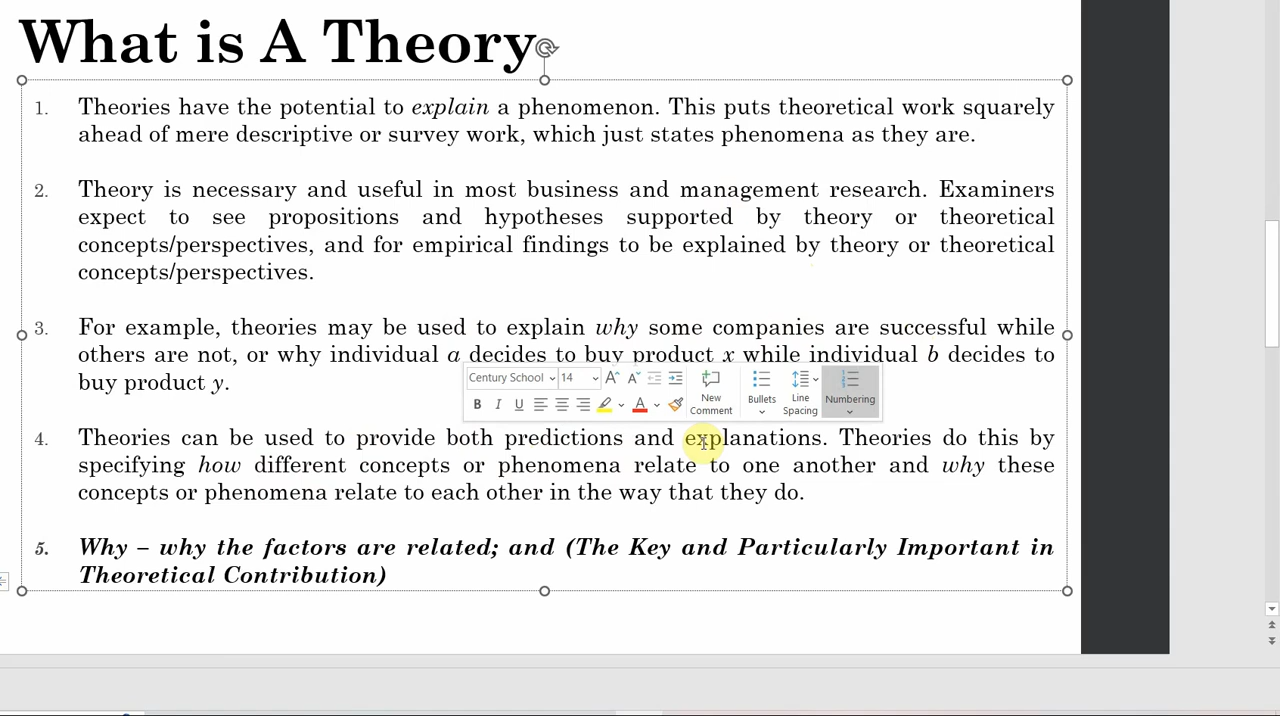 What is A Theory
1. Theories have the potential to explain a phenomenon. This puts theoretical work squarely
ahead of mere descriptive or survey work, which just states phenomena as they are.
2. Theory is necessary and useful in most business and management research. Examiners
expect to see propositions and hypotheses supported by theory or theoretical
concepts/perspectives, and for empirical findings to be explained by theory or theoretical
concepts/perspectives.
3. For example, theories may be used to explain why some companies are successful while
others are not, or why individual a decides to buy product x while individual b decides to
buy product y.
Century School 14 A A
New
Comment
Bullets
Line
Spacing
Numbering
B I U A
4. Theories can be used to provide both predictions and explanations. Theories do this by
specifying how different concepts or phenomena relate to one another and why these
concepts or phenomena relate to each other in the way that they do.
5. Why – why the factors are related; and (The Key and Particularly Important in
Theoretical Contribution)